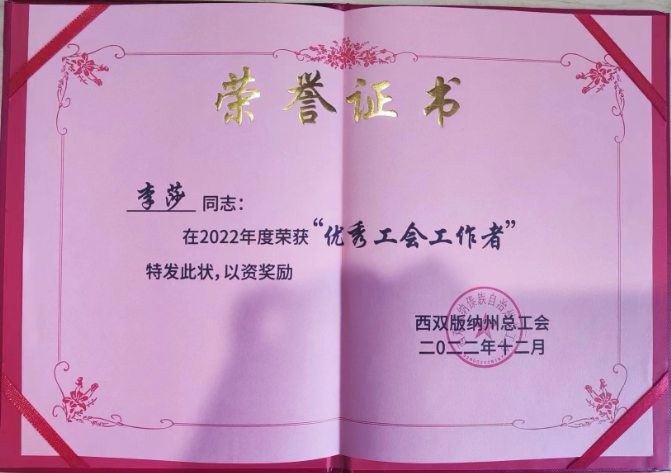 荣誉证书
李莎 同志：
在2022年度荣获“优秀工会工作者”
特发此状，以资奖励
西双版纳州总工会
二〇二二年十二月